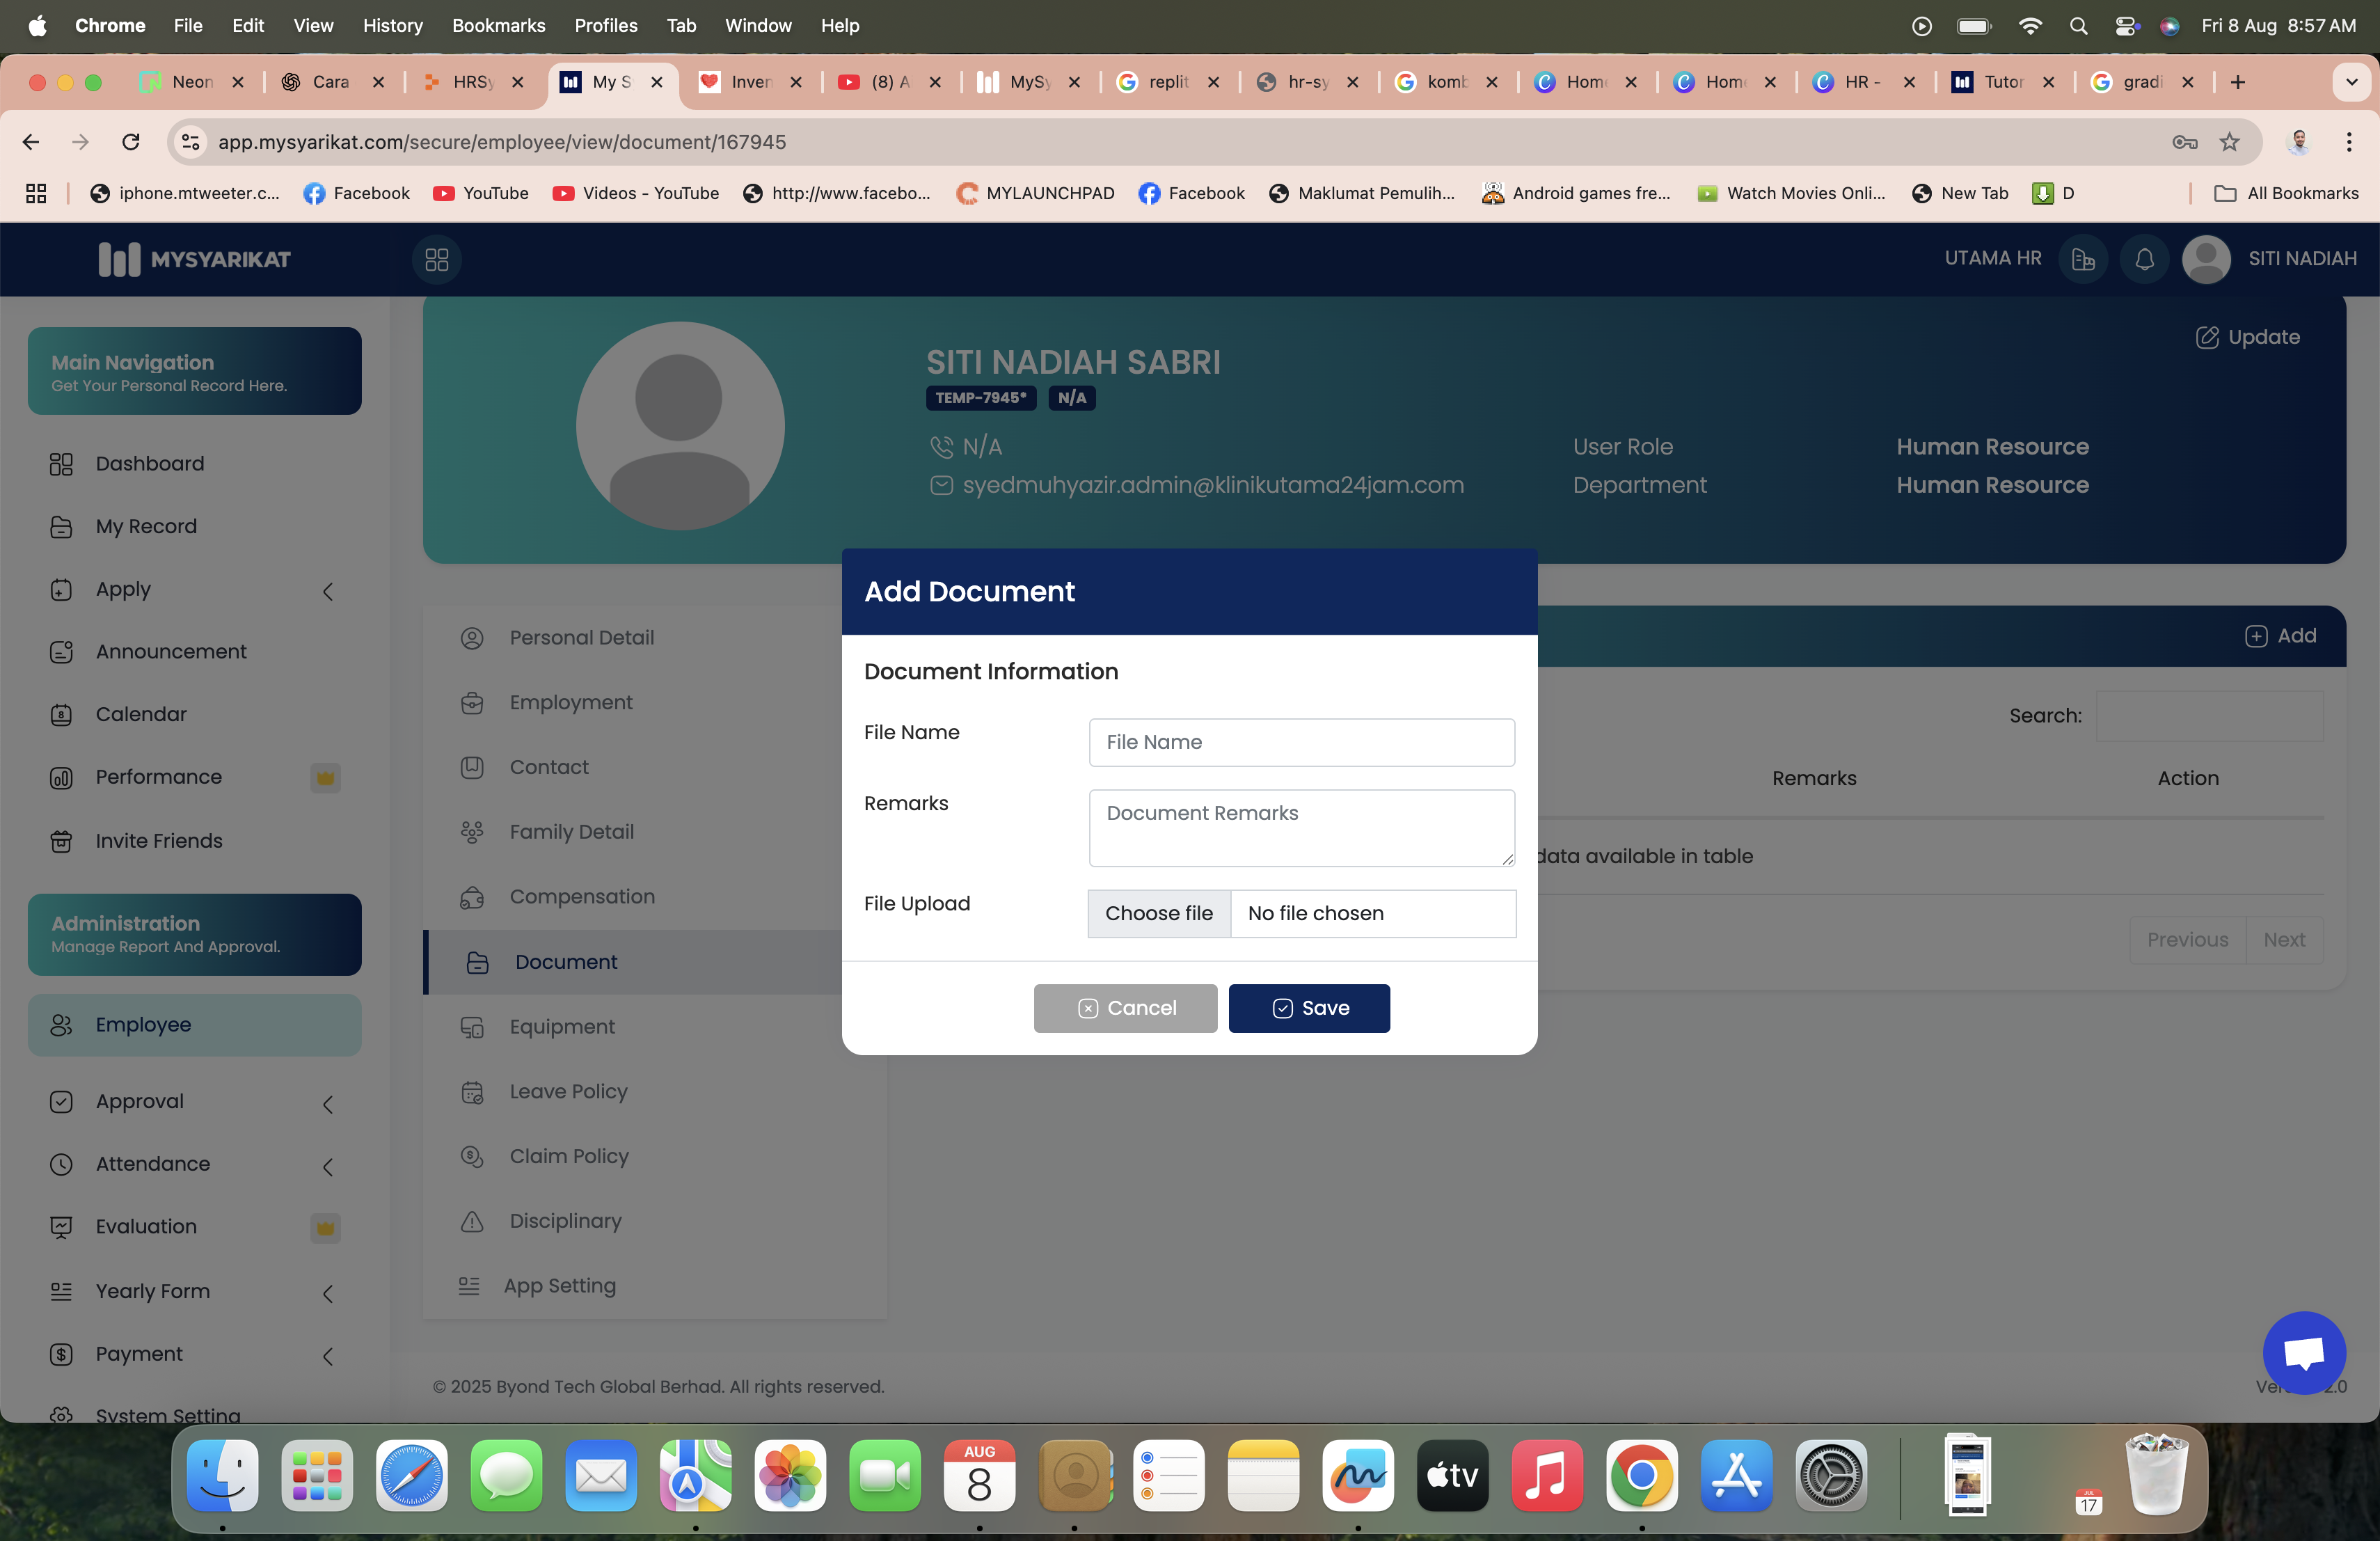 Chrome File Edit View History Bookmarks Profiles Tab Window Help Fri 8 Aug 8:57 AM
Neon Cara HRSy My S Inven (8) A MySy replit hr-sy komb Hom Hom HR - Tutor gradi
app.mysyarikat.com/secure/employee/view/document/167945
iphone.mtweeter.c... Facebook YouTube Videos - YouTube http://www.facebo... MYLAUNCHPAD Facebook Maklumat Pemulih... Android games fre... Watch Movies Onli... New Tab D All Bookmarks
MYSYARIKAT UTAMA HR SITI NADIAH
Main Navigation
Get Your Personal Record Here.
Dashboard
My Record
Apply
Announcement
Calendar
8
Performance
Invite Friends
Administration
Manage Report And Approval.
Employee
Approval
Attendance
Evaluation
Yearly Form
Payment
System Setting
Update
SITI NADIAH SABRI
TEMP-7945* N/A
N/A
syedmuhyazir.admin@klinikutama24jam.com
User Role Human Resource
Department Human Resource
Personal Detail
Employment
Contact
Family Detail
Compensation
Document
Equipment
Leave Policy
Claim Policy
Disciplinary
App Setting
Add
Search:
Remarks Action
data available in table
Previous Next
Add Document
Document Information
File Name File Name
Remarks Document Remarks
File Upload Choose file No file chosen
Cancel Save
© 2025 Byond Tech Global Berhad. All rights reserved.
2.0
AUG
8
tv
JUL
17